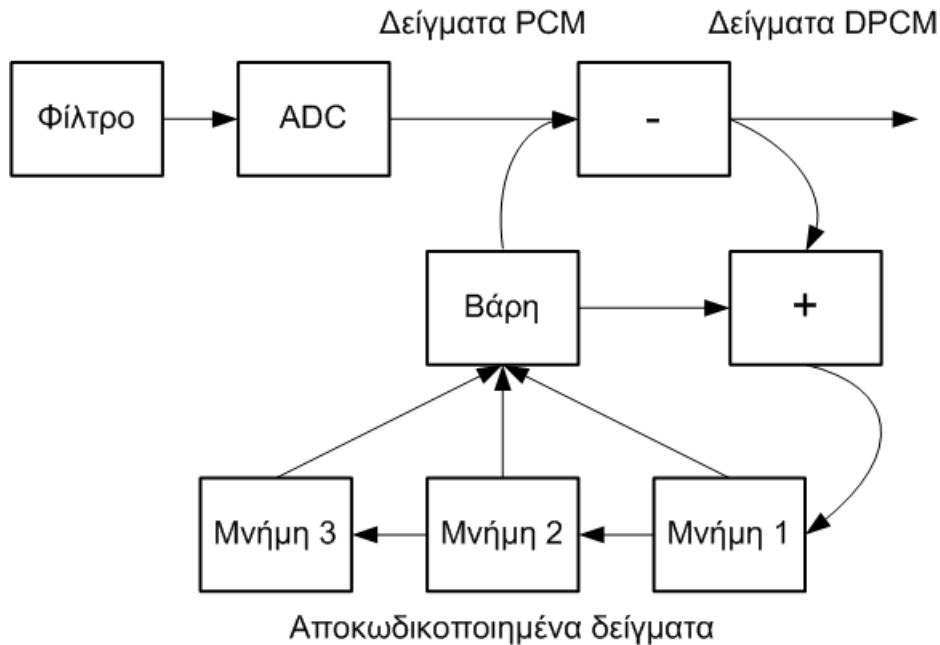 Δείγματα PCM
Δείγματα DPCM
Φίλτρο
ADC
-
Βάρη
+
Μνήμη 3
Μνήμη 2
Μνήμη 1
Αποκωδικοποιημένα δείγματα